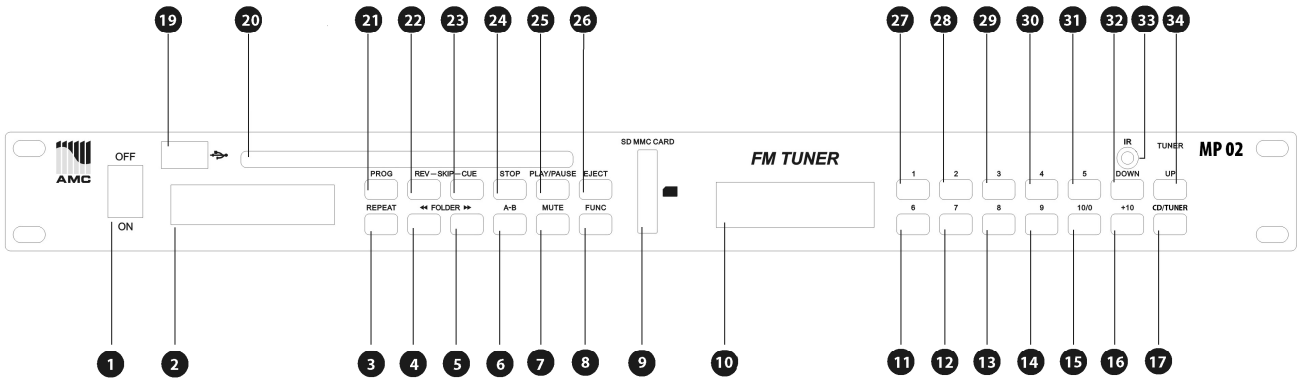 19 20 21 22 23 24 25 26 27 28 29 30 31 32 33 34
AMC
OFF
ON
PROG REV – SKIP – CUE STOP PLAY/PAUSE EJECT
REPEAT FOLDER A-B MUTE FUNC
SD MMC CARD
FM TUNER
1 2 3 4 5 DOWN UP
6 7 8 9 10/0 +10 CD/TUNER
IR
TUNER
MP 02
1 2 3 4 5 6 7 8 9 10 11 12 13 14 15 16 17